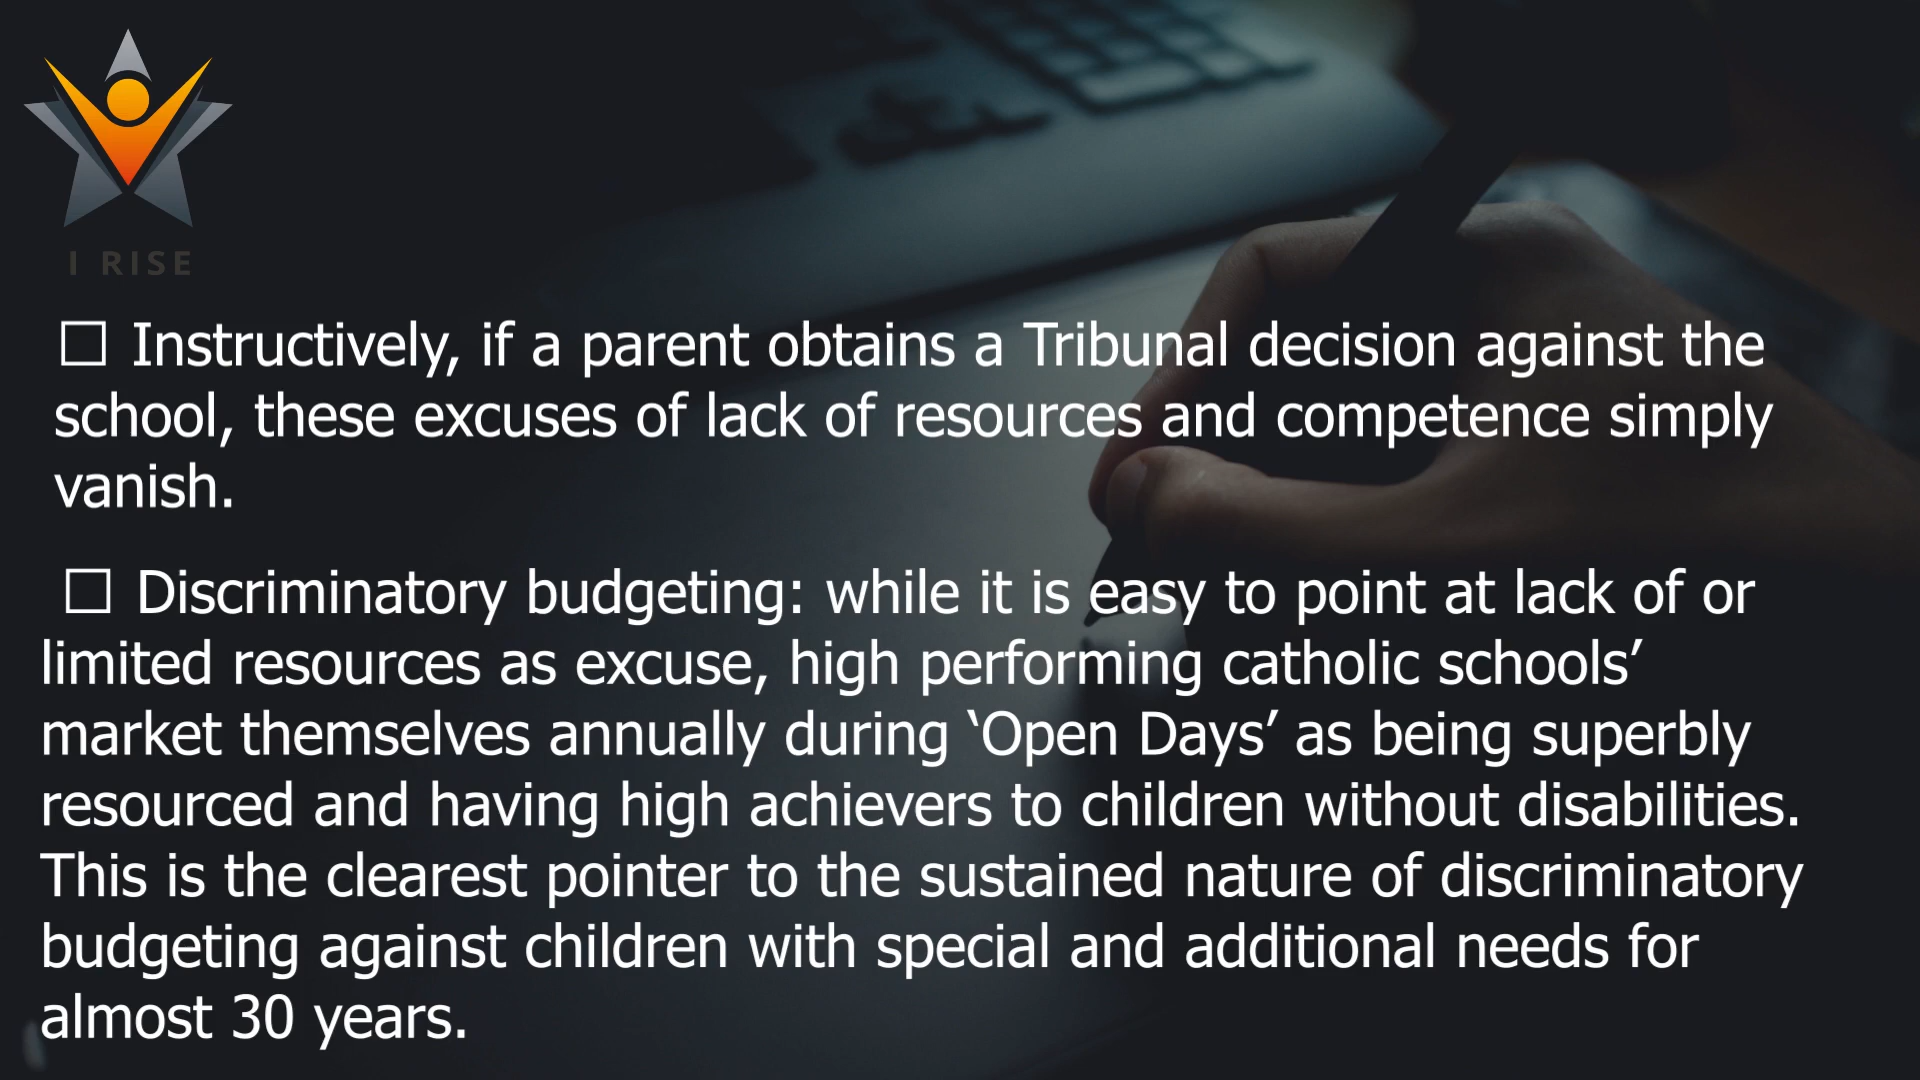 I RISE
☐ Instructively, if a parent obtains a Tribunal decision against the
school, these excuses of lack of resources and competence simply
vanish.
☐ Discriminatory budgeting: while it is easy to point at lack of or
limited resources as excuse, high performing catholic schools’
market themselves annually during ‘Open Days’ as being superbly
resourced and having high achievers to children without disabilities.
This is the clearest pointer to the sustained nature of discriminatory
budgeting against children with special and additional needs for
almost 30 years.